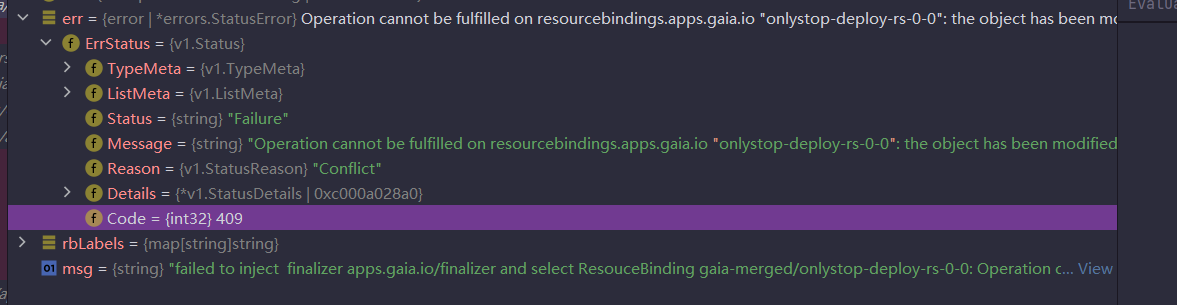 Evalua
err = {error | *errors.StatusError} Operation cannot be fulfilled on resourcebindings.apps.gaia.io "onlystop-deploy-rs-0-0": the object has been mo
ErrStatus = {v1.Status}
TypeMeta = {v1.TypeMeta}
ListMeta = {v1.ListMeta}
Status = {string} "Failure"
Message = {string} "Operation cannot be fulfilled on resourcebindings.apps.gaia.io "onlystop-deploy-rs-0-0": the object has been modified
Reason = {v1.StatusReason} "Conflict"
Details = {*v1.StatusDetails | 0xc000a028a0}
Code = {int32} 409
rbLabels = {map[string]string}
01 msg = {string} "failed to inject  finalizer apps.gaia.io/finalizer and select ResouceBinding gaia-merged/onlystop-deploy-rs-0-0: Operation c... View